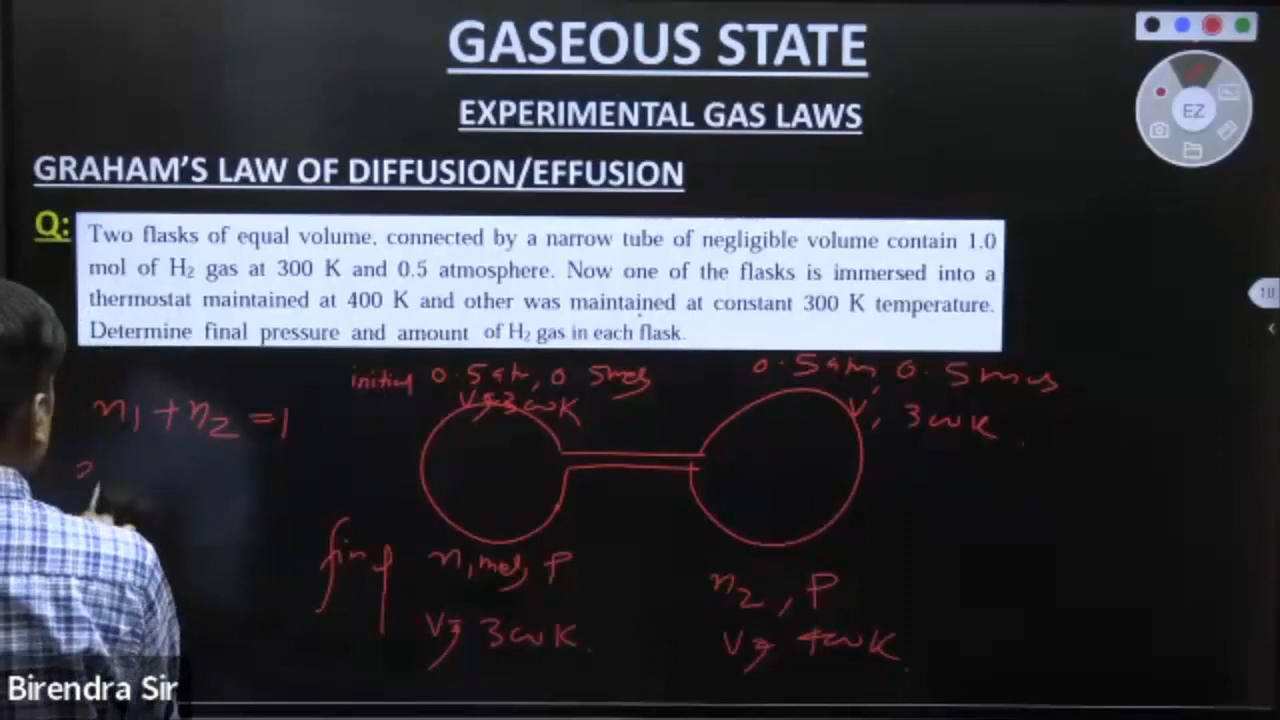 GASEOUS STATE
EXPERIMENTAL GAS LAWS
GRAHAM'S LAW OF DIFFUSION/EFFUSION
Q:
Two flasks of equal volume, connected by a narrow tube of negligible volume contain 1.0
mol of H₂ gas at 300 K and 0.5 atmosphere. Now one of the flasks is immersed into a
thermostat maintained at 400 K and other was maintained at constant 300 K temperature.
Determine final pressure and amount of H₂ gas in each flask.
initial 0.5 atm, 0.5 mol
V, 300K
0.5 atm, 0.5 mol
V, 300K
n₁ + n₂ = 1
final n₁ mol, P
V, 300K
n₂, P
V, 400K
EZ
10
Birendra Sir